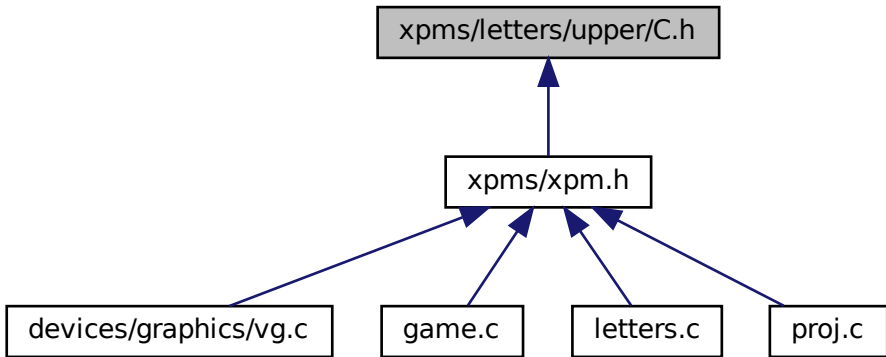 xpms/letters/upper/C.h
xpms/xpm.h
devices/graphics/vg.c
game.c
letters.c
proj.c